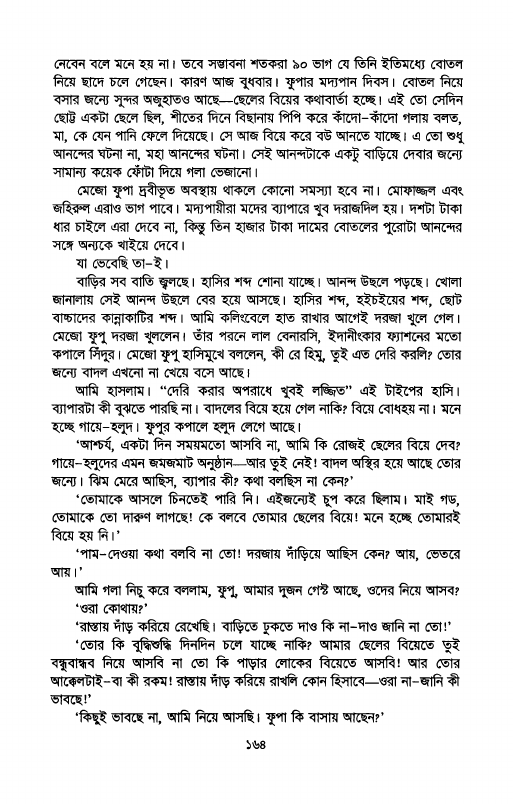 নেবেন বলে মনে হয় না। তবে সম্ভাবনা শতকরা ৯০ ভাগ যে তিনি ইতিমধ্যে বোতল
নিয়ে ছাদে চলে গেছেন। কারণ আজ বুধবার। ফুপার মদ্যপান দিবস। বোতল নিয়ে
বসার জন্যে সুন্দর অজুহাতও আছে—ছেলের বিয়ের কথাবার্তা হচ্ছে। এই তো সেদিন
ছোট্ট একটা ছেলে ছিল, শীতের দিনে বিছানায় পিপি করে কাঁদো-কাঁদো গলায় বলত,
মা, কে যেন পানি ফেলে দিয়েছে। সে আজ বিয়ে করে বউ আনতে যাচ্ছে। এ তো শুধু
আনন্দের ঘটনা না, মহা আনন্দের ঘটনা। সেই আনন্দটাকে একটু বাড়িয়ে দেবার জন্যে
সামান্য কয়েক ফোঁটা দিয়ে গলা ভেজানো।
মেজো ফুপা দ্রবীভূত অবস্থায় থাকলে কোনো সমস্যা হবে না। মোফাজ্জল এবং
জহিরুল এরাও ভাগ পাবে। মদ্যপায়ীরা মদের ব্যাপারে খুব দরাজদিল হয়। দশটা টাকা
ধার চাইলে এরা দেবে না, কিন্তু তিন হাজার টাকা দামের বোতলের পুরোটা আনন্দের
সঙ্গে অন্যকে খাইয়ে দেবে।
যা ভেবেছি তা-ই।
বাড়ির সব বাতি জ্বলছে। হাসির শব্দ শোনা যাচ্ছে। আনন্দ উছলে পড়ছে। খোলা
জানালায় সেই আনন্দ উছলে বের হয়ে আসছে। হাসির শব্দ, হইচইয়ের শব্দ, ছোট
বাচ্চাদের কান্নাকাটির শব্দ। আমি কলিংবেলে হাত রাখার আগেই দরজা খুলে গেল।
মেজো ফুপু দরজা খুললেন। তাঁর পরনে লাল বেনারসি, ইদানীংকার ফ্যাশনের মতো
কপালে সিঁদুর। মেজো ফুপু হাসিমুখে বললেন, কী রে হিমু, তুই এত দেরি করলি? তোর
জন্যে বাদল এখনো না খেয়ে বসে আছে।
আমি হাসলাম। “দেরি করার অপরাধে খুবই লজ্জিত” এই টাইপের হাসি।
ব্যাপারটা কী বুঝতে পারছি না। বাদলের বিয়ে হয়ে গেল নাকি? বিয়ে বোধহয় না। মনে
হচ্ছে গায়ে-হলুদ। ফুপুর কপালে হলুদ লেগে আছে।
‘আশ্চর্য, একটা দিন সময়মতো আসবি না, আমি কি রোজই ছেলের বিয়ে দেব?
গায়ে-হলুদের এমন জমজমাট অনুষ্ঠান—আর তুই নেই! বাদল অস্থির হয়ে আছে তোর
জন্যে। ঝিম মেরে আছিস, ব্যাপার কী? কথা বলছিস না কেন?’
‘তোমাকে আসলে চিনতেই পারি নি। এইজন্যেই চুপ করে ছিলাম। মাই গড,
তোমাকে তো দারুণ লাগছে! কে বলবে তোমার ছেলের বিয়ে! মনে হচ্ছে তোমারই
বিয়ে হয় নি।’
‘পাম-দেওয়া কথা বলবি না তো! দরজায় দাঁড়িয়ে আছিস কেন? আয়, ভেতরে
আয়।’
আমি গলা নিচু করে বললাম, ফুপু, আমার দুজন গেস্ট আছে, ওদের নিয়ে আসব?
‘ওরা কোথায়?’
‘রাস্তায় দাঁড় করিয়ে রেখেছি। বাড়িতে ঢুকতে দাও কি না-দাও জানি না তো!’
‘তোর কি বুদ্ধিশুদ্ধি দিনদিন চলে যাচ্ছে নাকি? আমার ছেলের বিয়েতে তুই
বন্ধুবান্ধব নিয়ে আসবি না তো কি পাড়ার লোকের বিয়েতে আসবি! আর তোর
আক্কেলটাই-বা কী রকম! রাস্তায় দাঁড় করিয়ে রাখলি কোন হিসাবে—ওরা না-জানি কী
ভাবছে!’
‘কিছুই ভাবছে না, আমি নিয়ে আসছি। ফুপা কি বাসায় আছেন?’
১৬৪